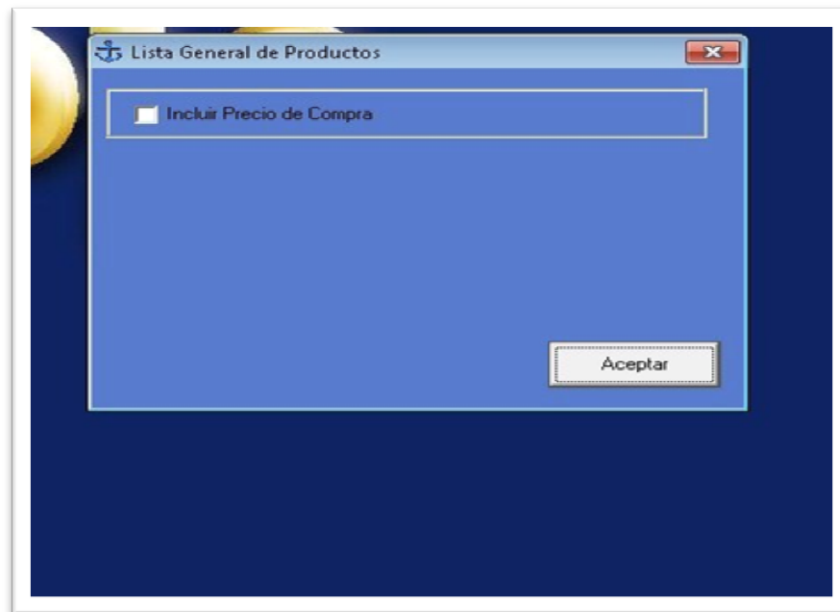 Lista General de Productos
Incluir Precio de Compra
Aceptar